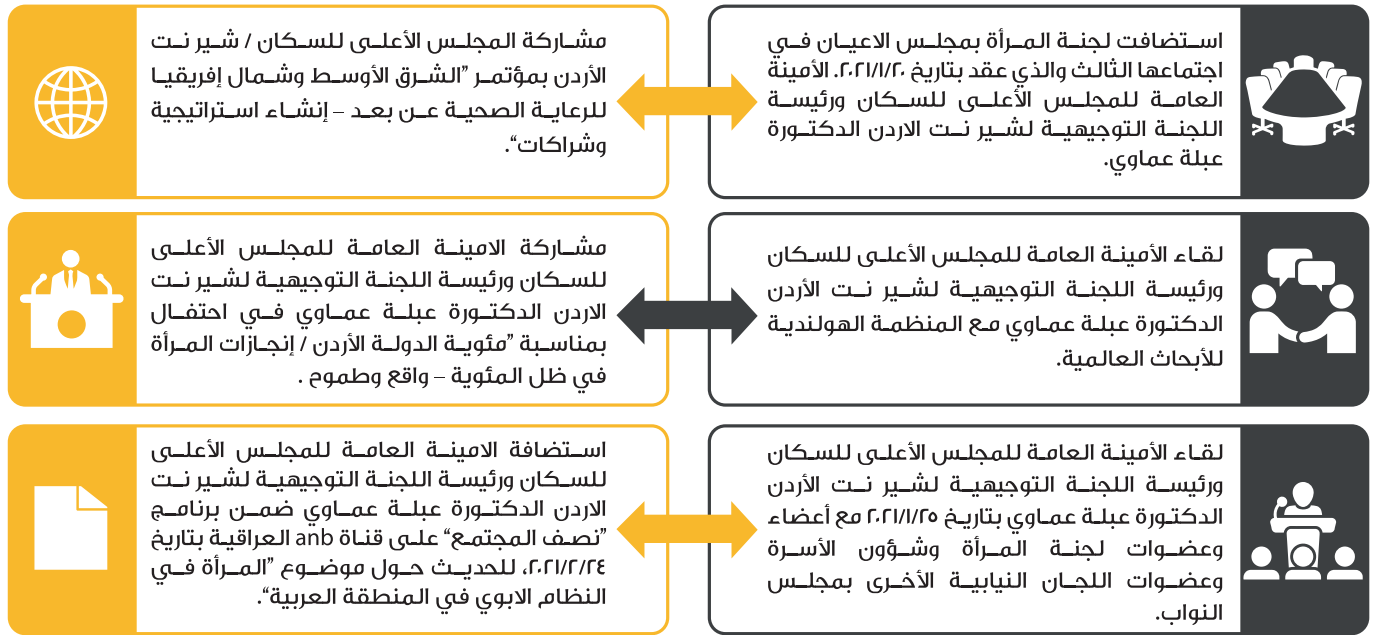 استضافت لجنة المرأة بمجلس الاعيان في
اجتماعها الثالث والذي عقد بتاريخ ٢٠٢١/١/٢٠. الأمينة
العامة للمجلس الأعلى للسكان ورئيسة
اللجنة التوجيهية لشير نت الاردن الدكتورة
عبلة عماوي.
مشاركة المجلس الأعلى للسكان / شير نت
الأردن بمؤتمر "الشرق الأوسط وشمال إفريقيا
للرعاية الصحية عن بعد – إنشاء استراتيجية
وشراكات".
لقاء الأمينة العامة للمجلس الأعلى للسكان
ورئيسة اللجنة التوجيهية لشير نت الأردن
الدكتورة عبلة عماوي مع المنظمة الهولندية
للأبحاث العالمية.
مشاركة الامينة العامة للمجلس الأعلى
للسكان ورئيسة اللجنة التوجيهية لشير نت
الاردن الدكتورة عبلة عماوي في احتفال
بمناسبة "مئوية الدولة الأردن / إنجازات المرأة
في ظل المئوية – واقع وطموح .
لقاء الأمينة العامة للمجلس الأعلى للسكان
ورئيسة اللجنة التوجيهية لشير نت الأردن
الدكتورة عبلة عماوي بتاريخ ٢٠٢١/١/٢٥ مع أعضاء
وعضوات لجنة المرأة وشؤون الأسرة
وعضوات اللجان النيابية الأخرى بمجلس
النواب.
استضافة الامينة العامة للمجلس الأعلى
للسكان ورئيسة اللجنة التوجيهية لشير نت
الاردن الدكتورة عبلة عماوي ضمن برنامج
"نصف المجتمع" على قناة anb العراقية بتاريخ
٢٠٢١/٢/٢٤، للحديث حول موضوع "المرأة في
النظام الابوي في المنطقة العربية".